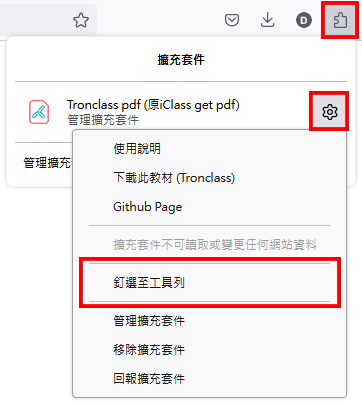 D
擴充套件
Tronclass pdf (原iClass get pdf)
管理擴充套件
管理擴充
使用說明
下載此教材 (Tronclass)
Github Page
擴充套件不可讀取或變更任何網站資料
釘選至工具列
管理擴充套件
移除擴充套件
回報擴充套件